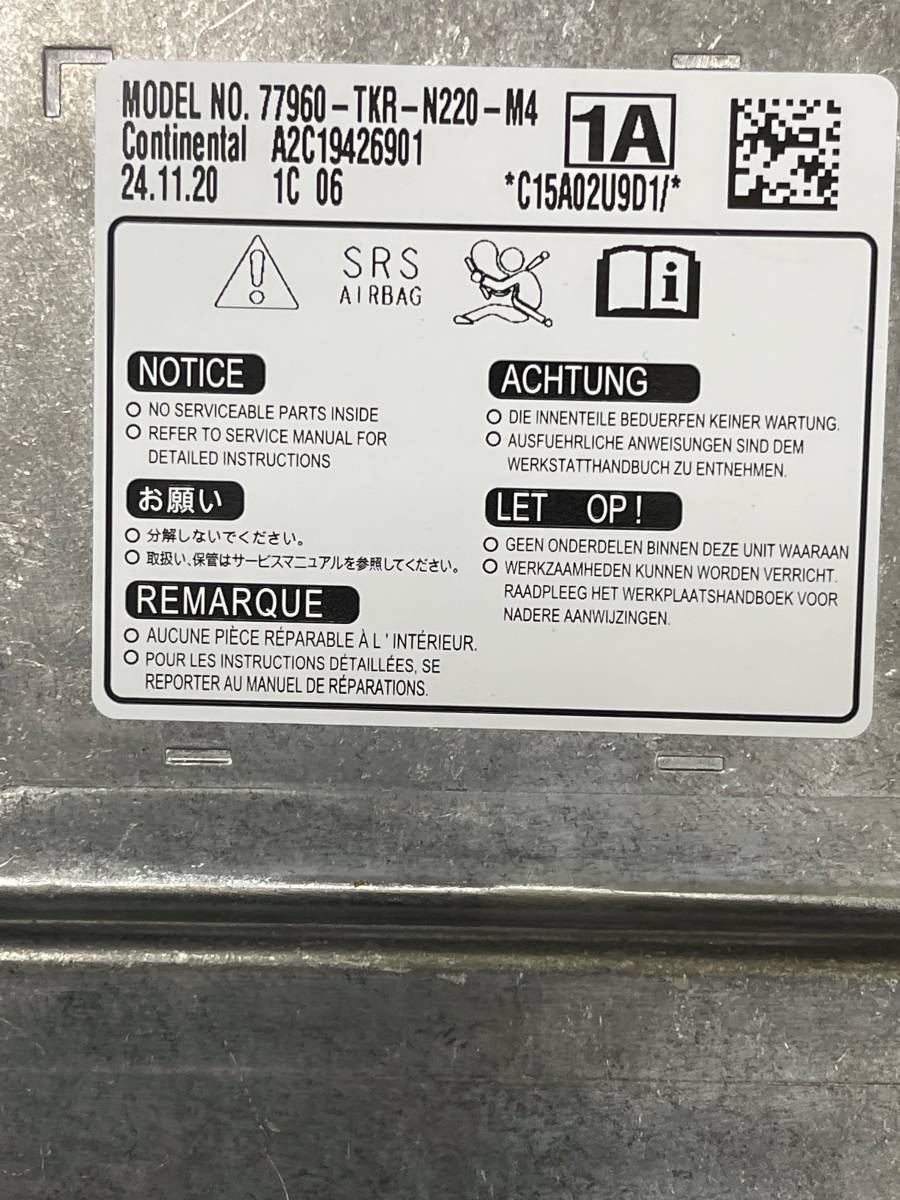 MODEL NO. 77960-TKR-N220-M4
Continental A2C19426901
24.11.20 1C 06
1A
*C15A02U9D1/*
SRS
AIRBAG
NOTICE
NO SERVICEABLE PARTS INSIDE
REFER TO SERVICE MANUAL FOR
DETAILED INSTRUCTIONS
お願い
分解しないでください。
取扱い、保管はサービスマニュアルを参照してください。
REMARQUE
AUCUNE PIÈCE RÉPARABLE À L'INTÉRIEUR.
POUR LES INSTRUCTIONS DÉTAILLÉES, SE
REPORTER AU MANUEL DE RÉPARATIONS.
ACHTUNG
DIE INNENTEILE BEDUERFEN KEINER WARTUNG.
AUSFUEHRLICHE ANWEISUNGEN SIND DEM
WERKSTATTHANDBUCH ZU ENTNEHMEN.
LET OP!
GEEN ONDERDELEN BINNEN DEZE UNIT WAARAAN
WERKZAAMHEDEN KUNNEN WORDEN VERRICHT.
RAADPLEEG HET WERKPLAATSHANDBOEK VOOR
NADERE AANWIJZINGEN.